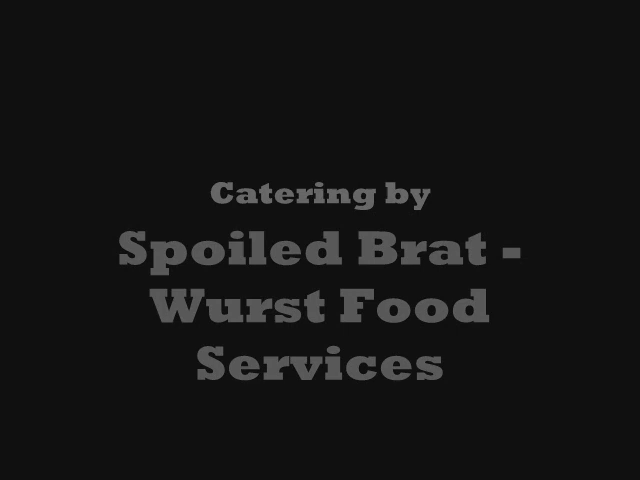 Catering by
Spoiled Brat -
Wurst Food
Services